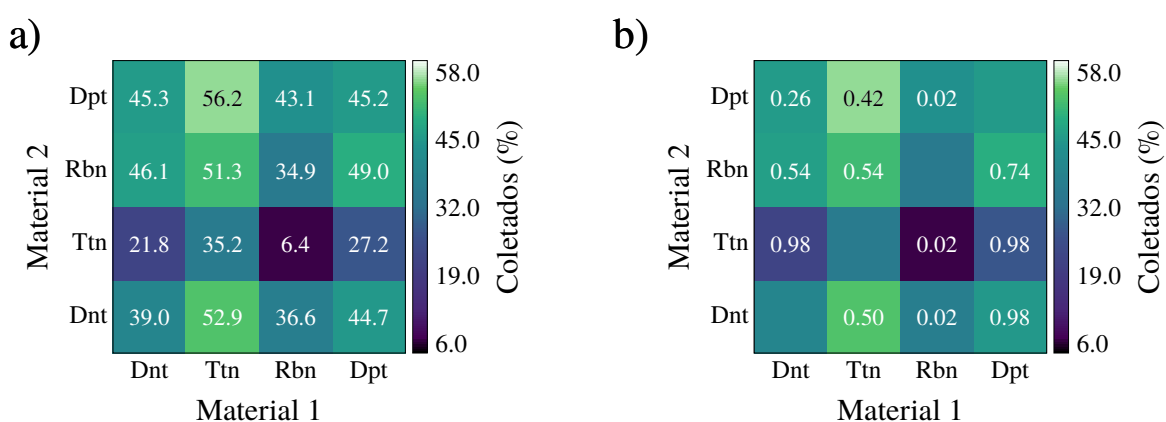 a)
Material 2
Dpt 45.3 56.2 43.1 45.2
Rbn 46.1 51.3 34.9 49.0
Ttn 21.8 35.2 6.4 27.2
Dnt 39.0 52.9 36.6 44.7
Dnt Ttn Rbn Dpt
Material 1
58.0
45.0
32.0
19.0
6.0
Coletados (%)
b)
Material 2
Dpt 0.26 0.42 0.02
Rbn 0.54 0.54 0.74
Ttn 0.98 0.02 0.98
Dnt 0.50 0.02 0.98
Dnt Ttn Rbn Dpt
Material 1
58.0
45.0
32.0
19.0
6.0
Coletados (%)